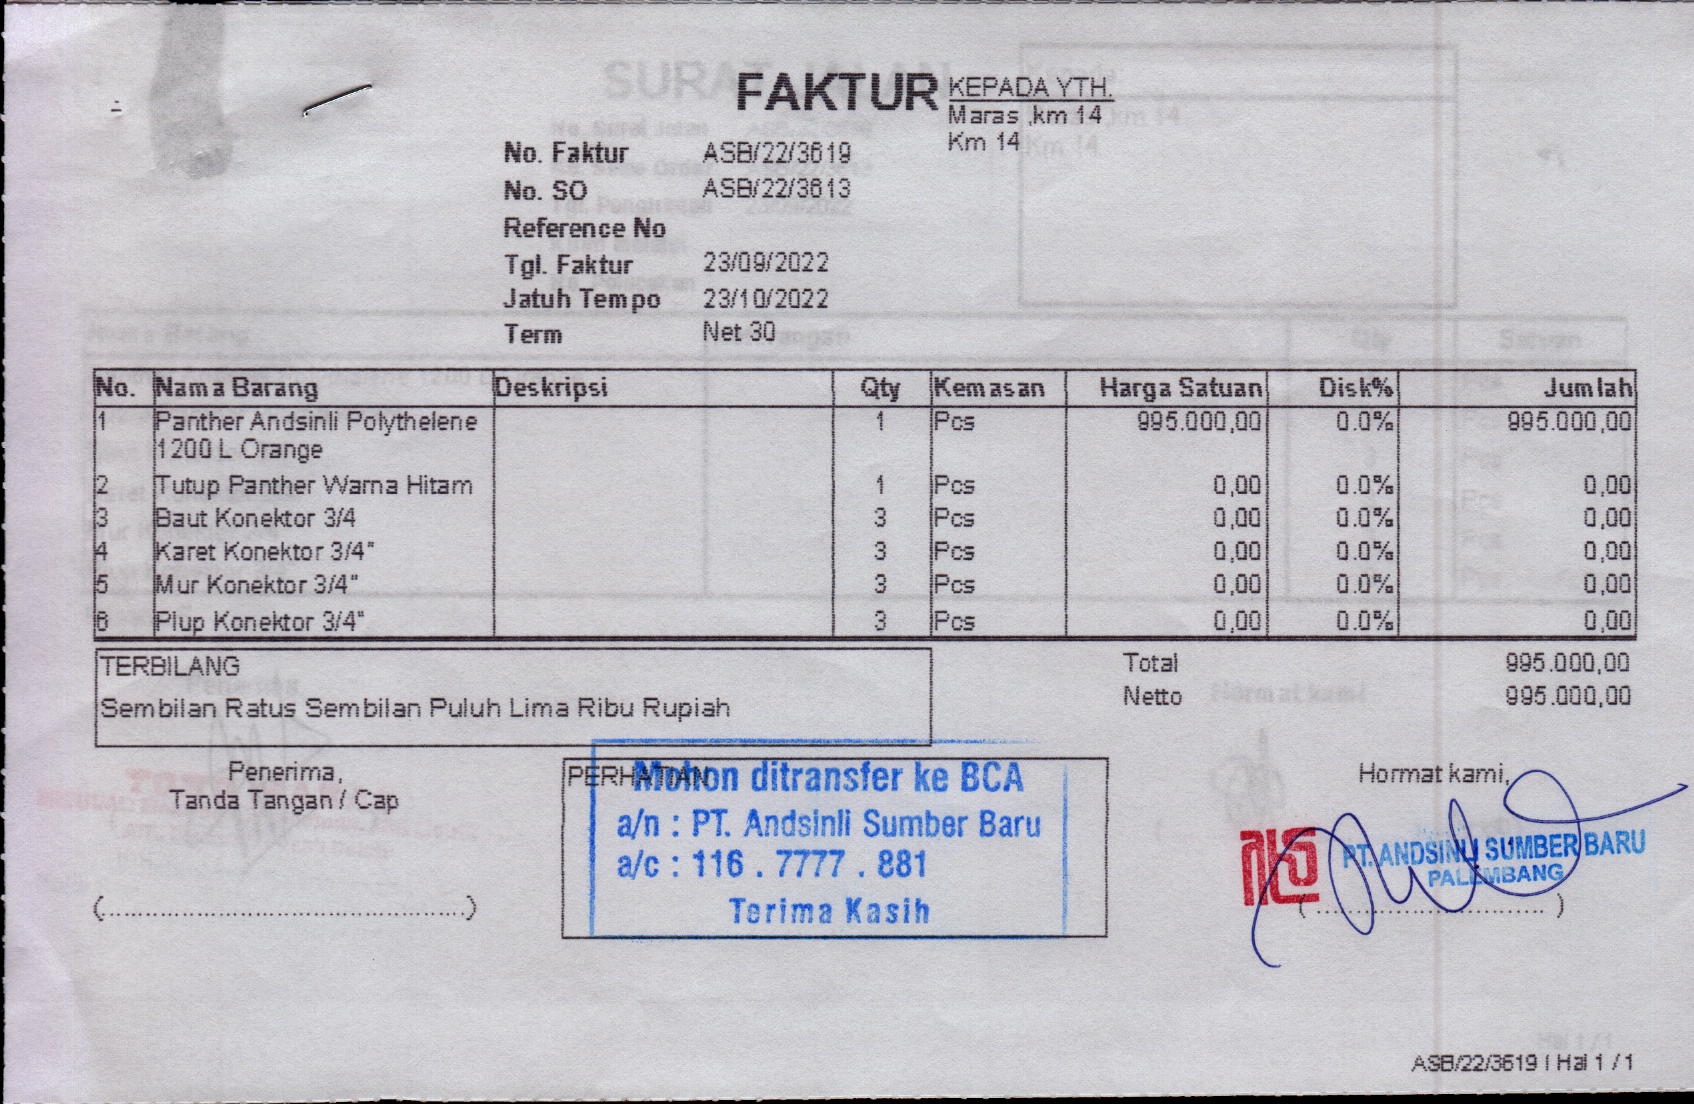 FAKTUR
KEPADA YTH.
Maras ,km 14
Km 14
No. Faktur ASB/22/3619
No. SO ASB/22/3613
Reference No
Tgl. Faktur 23/09/2022
Jatuh Tempo 23/10/2022
Term Net 30
No. Nama Barang Deskripsi Qty Kemasan Harga Satuan Disk% Jumlah
1 Panther Andsinli Polythelene 1 Pcs 995.000,00 0.0% 995.000,00
1200 L Orange
2 Tutup Panther Warna Hitam 1 Pcs 0,00 0.0% 0,00
3 Baut Konektor 3/4 3 Pcs 0,00 0.0% 0,00
4 Karet Konektor 3/4" 3 Pcs 0,00 0.0% 0,00
5 Mur Konektor 3/4" 3 Pcs 0,00 0.0% 0,00
6 Plup Konektor 3/4" 3 Pcs 0,00 0.0% 0,00
TERBILANG
Sembilan Ratus Sembilan Puluh Lima Ribu Rupiah
Total 995.000,00
Netto 995.000,00
Penerima,
Tanda Tangan / Cap
(..............................................)
PERHATIAN
Mohon ditransfer ke BCA
a/n : PT. Andsinli Sumber Baru
a/c : 116 . 7777 . 881
Terima Kasih
Hormat kami,
PT. ANDSINLI SUMBER BARU
PALEMBANG
( ............................. )
ASB/22/3619 | Hal 1 / 1